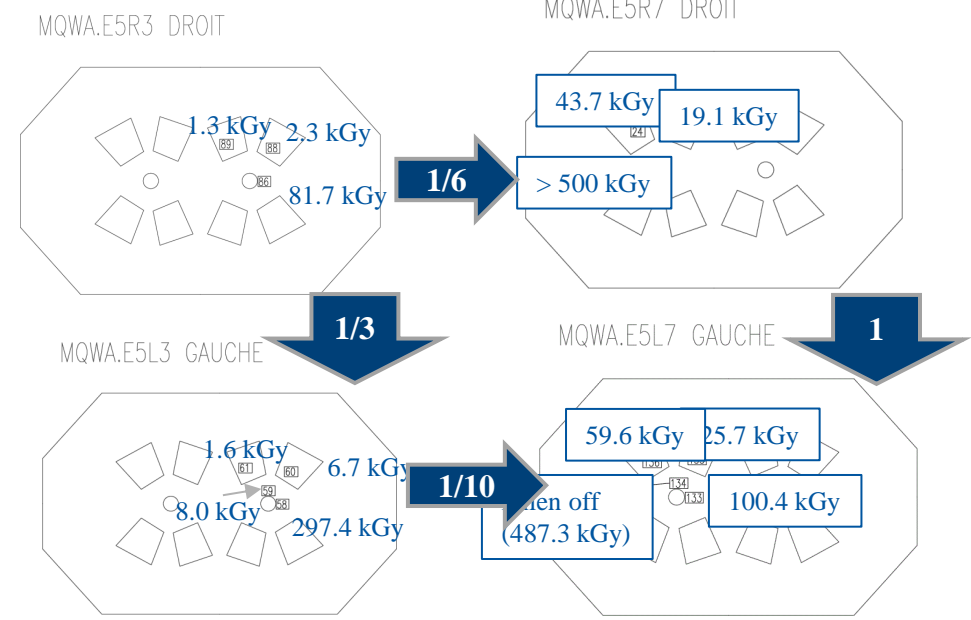 MQWA.E5R3 DROIT
MQWA.E5R7 DROIT
1.3 kGy
2.3 kGy
89
88
86
81.7 kGy
1/6
43.7 kGy
19.1 kGy
24
> 500 kGy
1/3
1
MQWA.E5L3 GAUCHE
MQWA.E5L7 GAUCHE
1.6 kGy
6.7 kGy
61
60
59
58
8.0 kGy
297.4 kGy
1/10
59.6 kGy
25.7 kGy
136
134
133
off
(487.3 kGy)
100.4 kGy